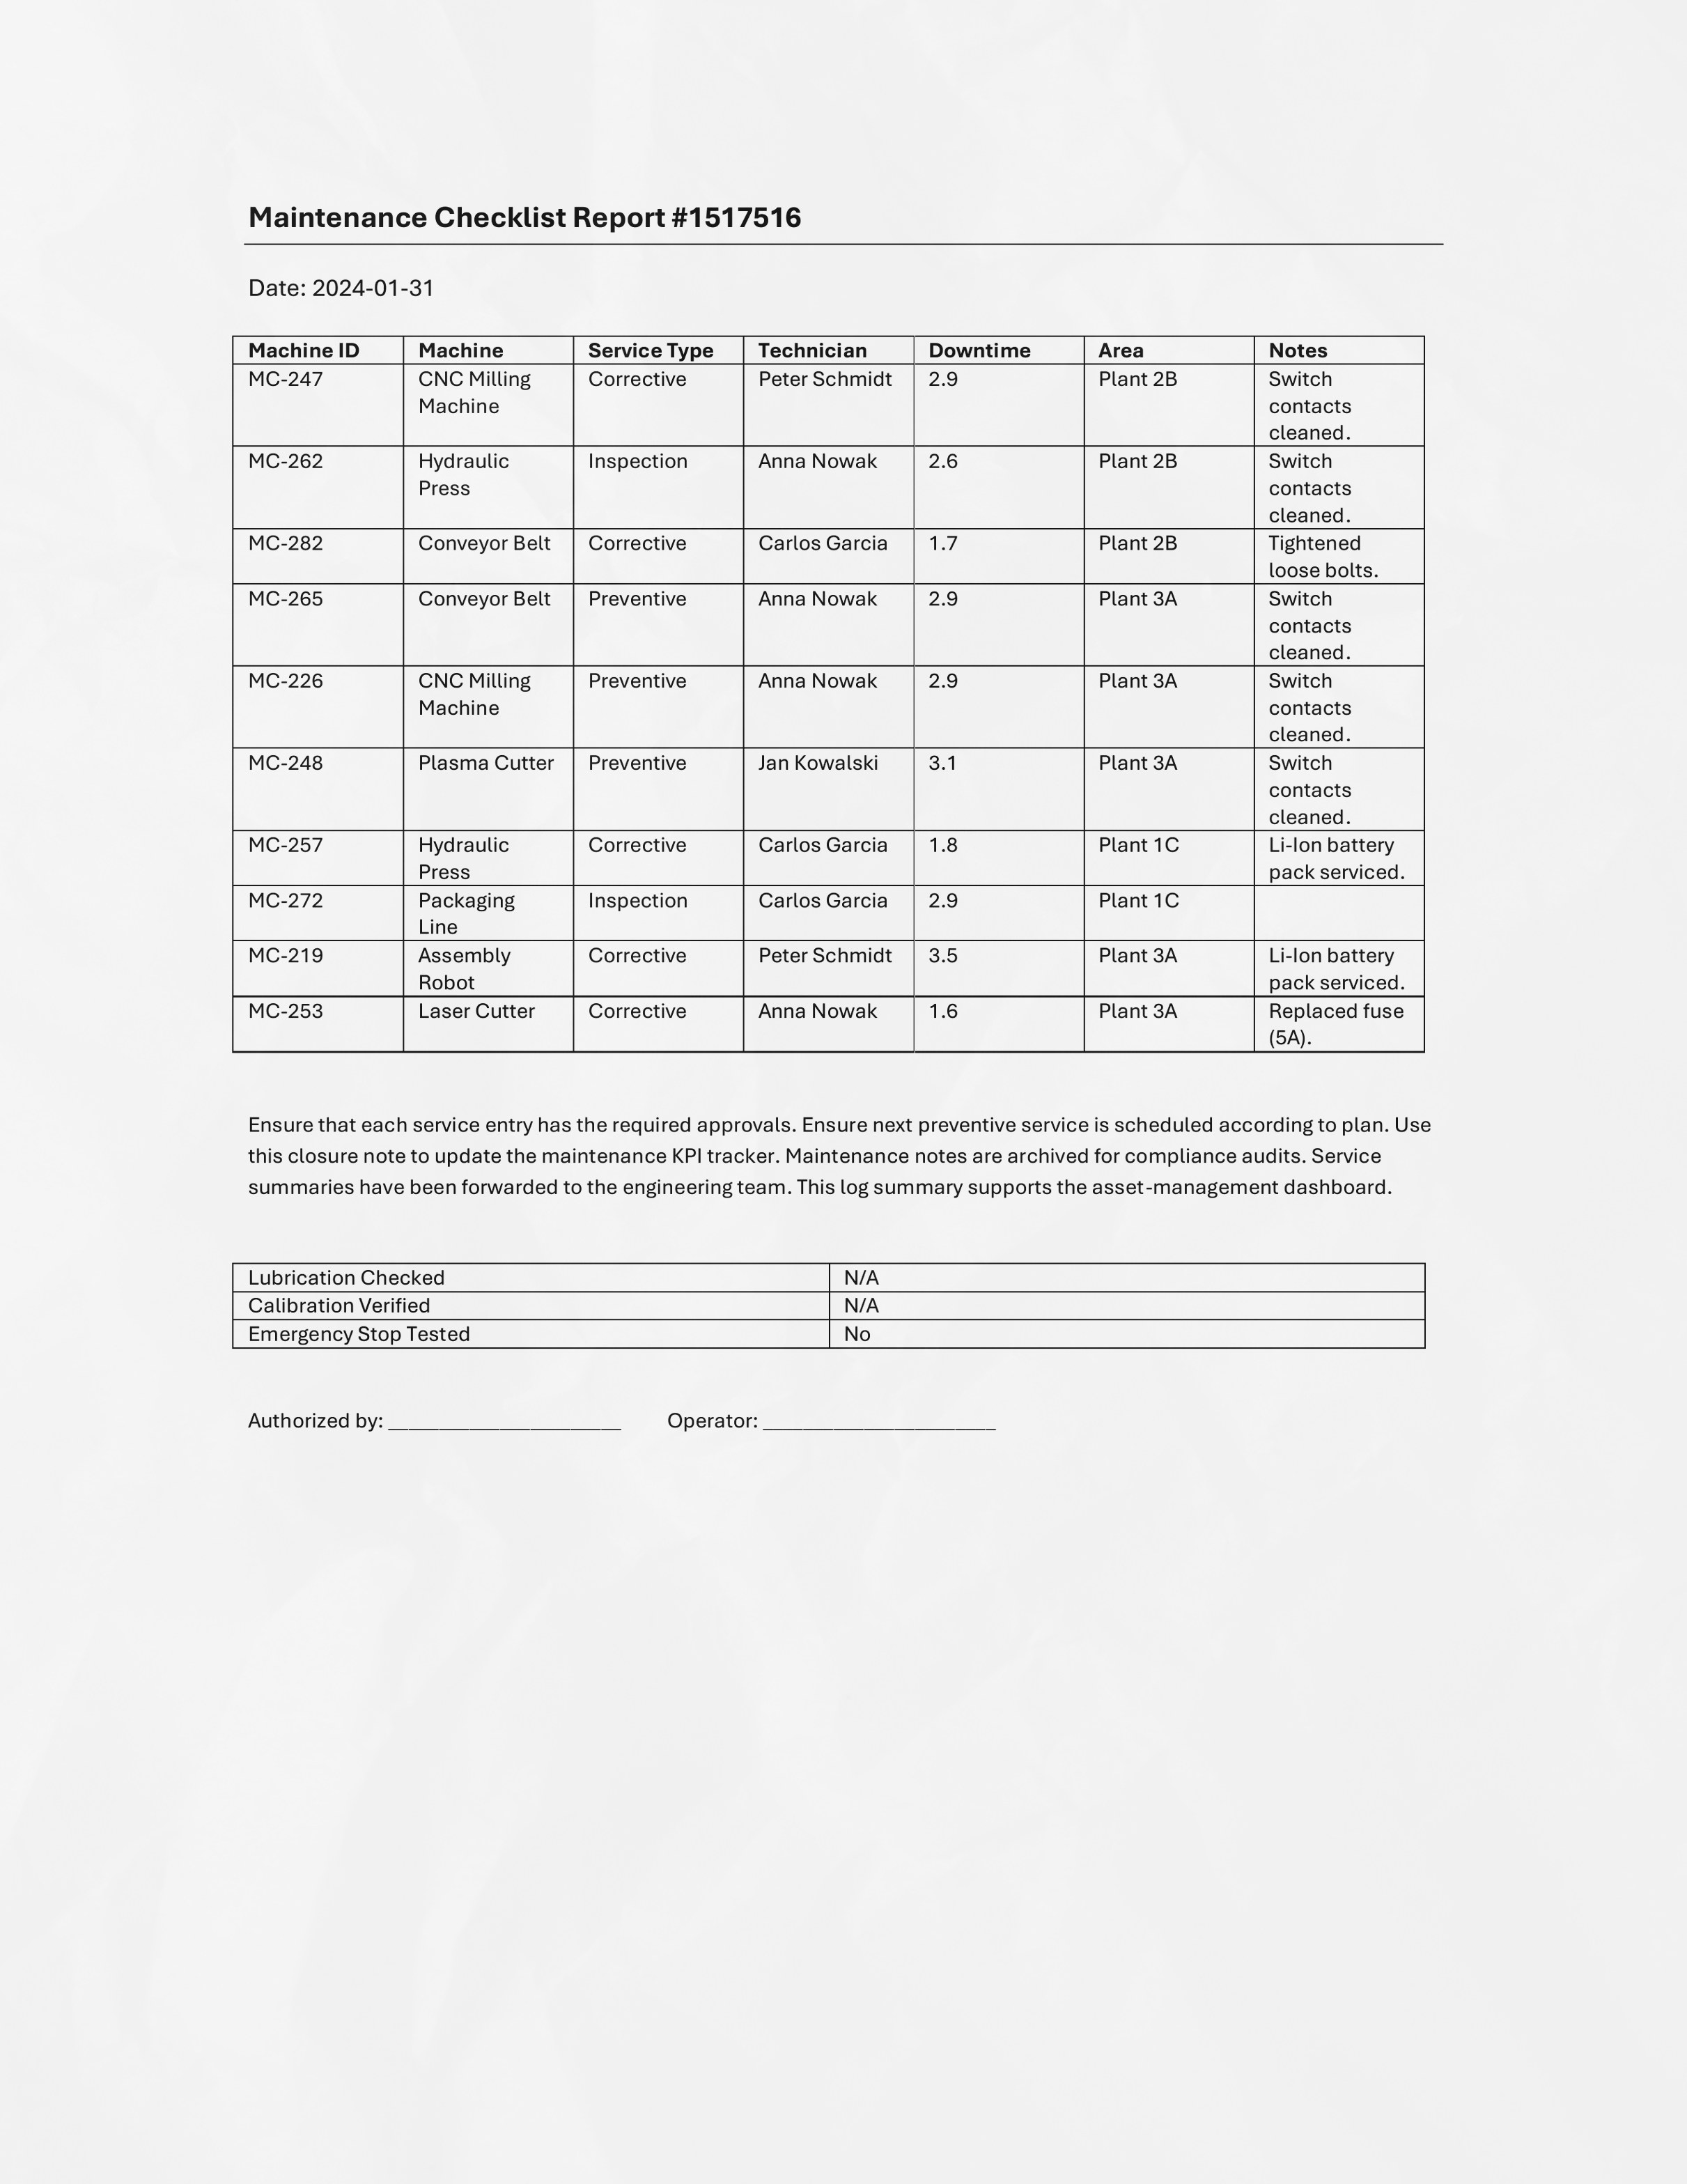 Maintenance Checklist Report #1517516
Date: 2024-01-31
Machine ID Machine Service Type Technician Downtime Area Notes
MC-247 CNC Milling Machine Corrective Peter Schmidt 2.9 Plant 2B Switch contacts cleaned.
MC-262 Hydraulic Press Inspection Anna Nowak 2.6 Plant 2B Switch contacts cleaned.
MC-282 Conveyor Belt Corrective Carlos Garcia 1.7 Plant 2B Tightened loose bolts.
MC-265 Conveyor Belt Preventive Anna Nowak 2.9 Plant 3A Switch contacts cleaned.
MC-226 CNC Milling Machine Preventive Anna Nowak 2.9 Plant 3A Switch contacts cleaned.
MC-248 Plasma Cutter Preventive Jan Kowalski 3.1 Plant 3A Switch contacts cleaned.
MC-257 Hydraulic Press Corrective Carlos Garcia 1.8 Plant 1C Li-Ion battery pack serviced.
MC-272 Packaging Line Inspection Carlos Garcia 2.9 Plant 1C
MC-219 Assembly Robot Corrective Peter Schmidt 3.5 Plant 3A Li-Ion battery pack serviced.
MC-253 Laser Cutter Corrective Anna Nowak 1.6 Plant 3A Replaced fuse (5A).
Ensure that each service entry has the required approvals. Ensure next preventive service is scheduled according to plan. Use
this closure note to update the maintenance KPI tracker. Maintenance notes are archived for compliance audits. Service
summaries have been forwarded to the engineering team. This log summary supports the asset-management dashboard.
Lubrication Checked N/A
Calibration Verified N/A
Emergency Stop Tested No
Authorized by: ______________________ Operator: ______________________